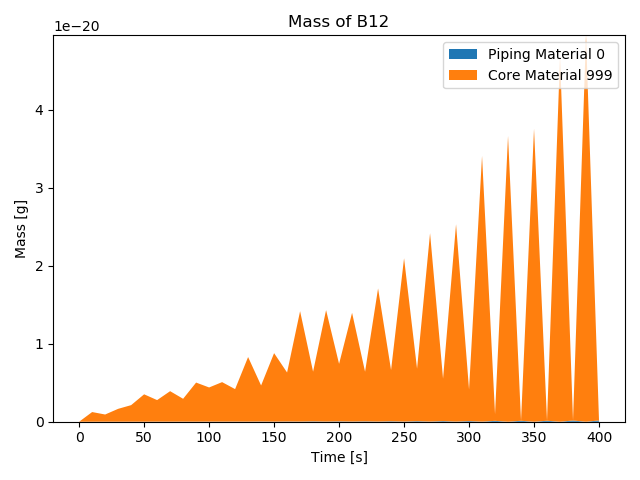 Mass of B12
1e−20
Piping Material 0
Core Material 999
Mass [g]
4
3
2
1
0
0 50 100 150 200 250 300 350 400
Time [s]